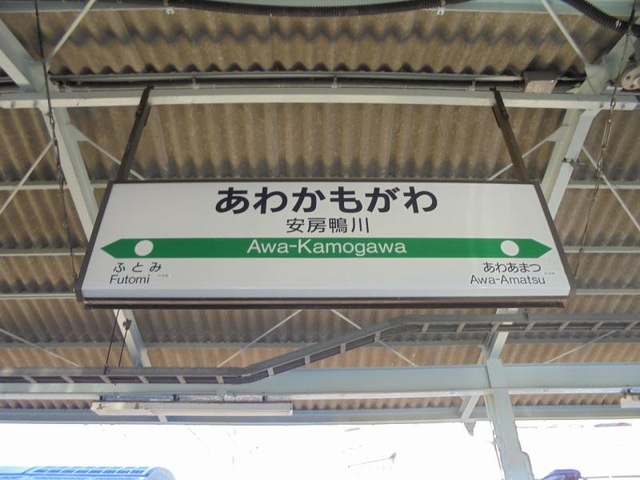 あわかもがわ
安房鴨川
Awa-Kamogawa
ふとみ
Futomi
あわあまつ
Awa-Amatsu